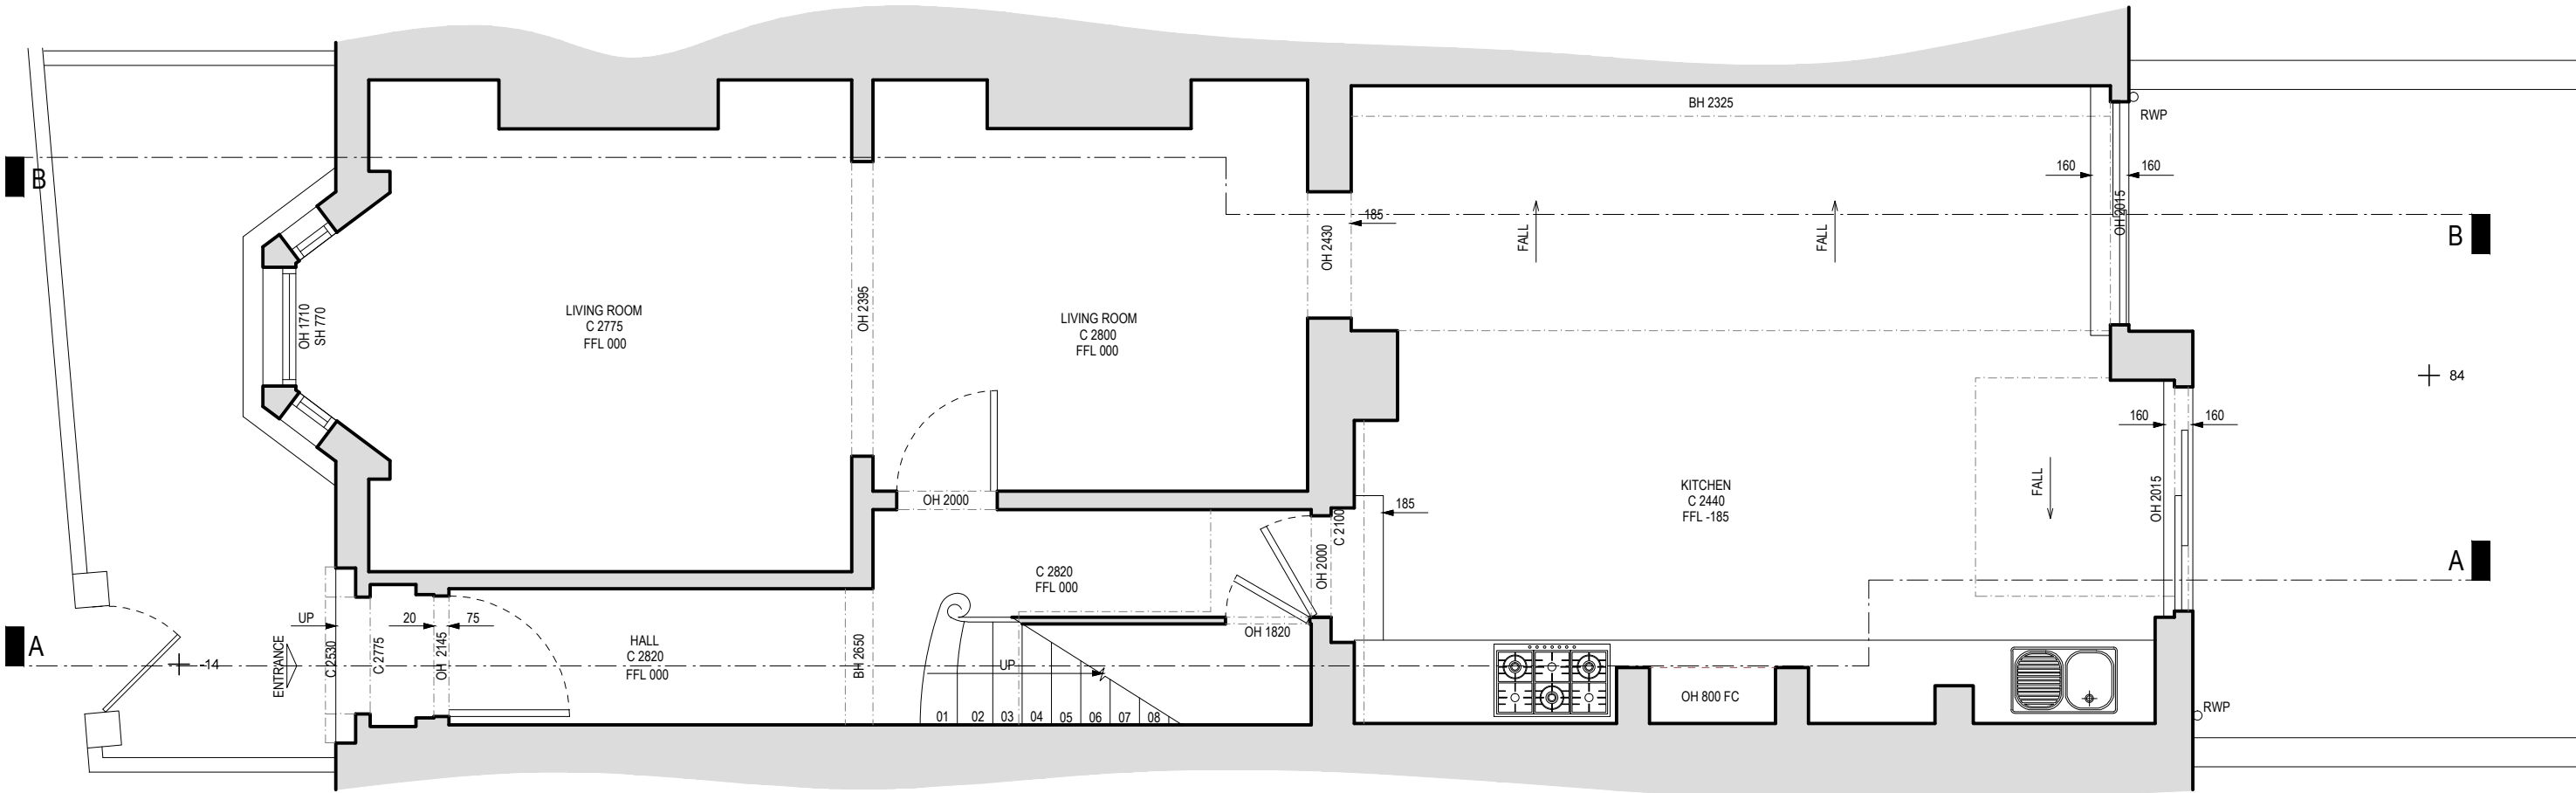 BH 2325
RWP
B
160
160
185
OH 2015
OH 2430
FALL
FALL
B
OH 1710
SH 770
LIVING ROOM
C 2775
FFL 000
OH 2395
LIVING ROOM
C 2800
FFL 000
84
160
160
OH 2000
185
KITCHEN
C 2440
FFL -185
FALL
OH 2015
C 2100
OH 2000
A
C 2820
FFL 000
UP
20
75
A
ENTRANCE
-14
C 2530
C 2775
OH 2145
HALL
C 2820
FFL 000
BH 2650
UP
OH 1820
OH 800 FC
RWP
01
02
03
04
05
06
07
08